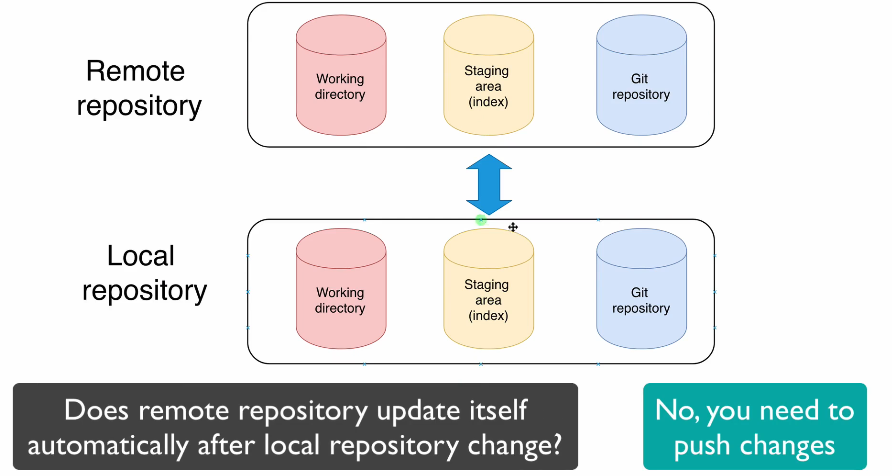 Remote
repository
Working
directory
Staging
area
(index)
Git
repository
Local
repository
Working
directory
Staging
area
(index)
Git
repository
Does remote repository update itself
automatically after local repository change?
No, you need to
push changes